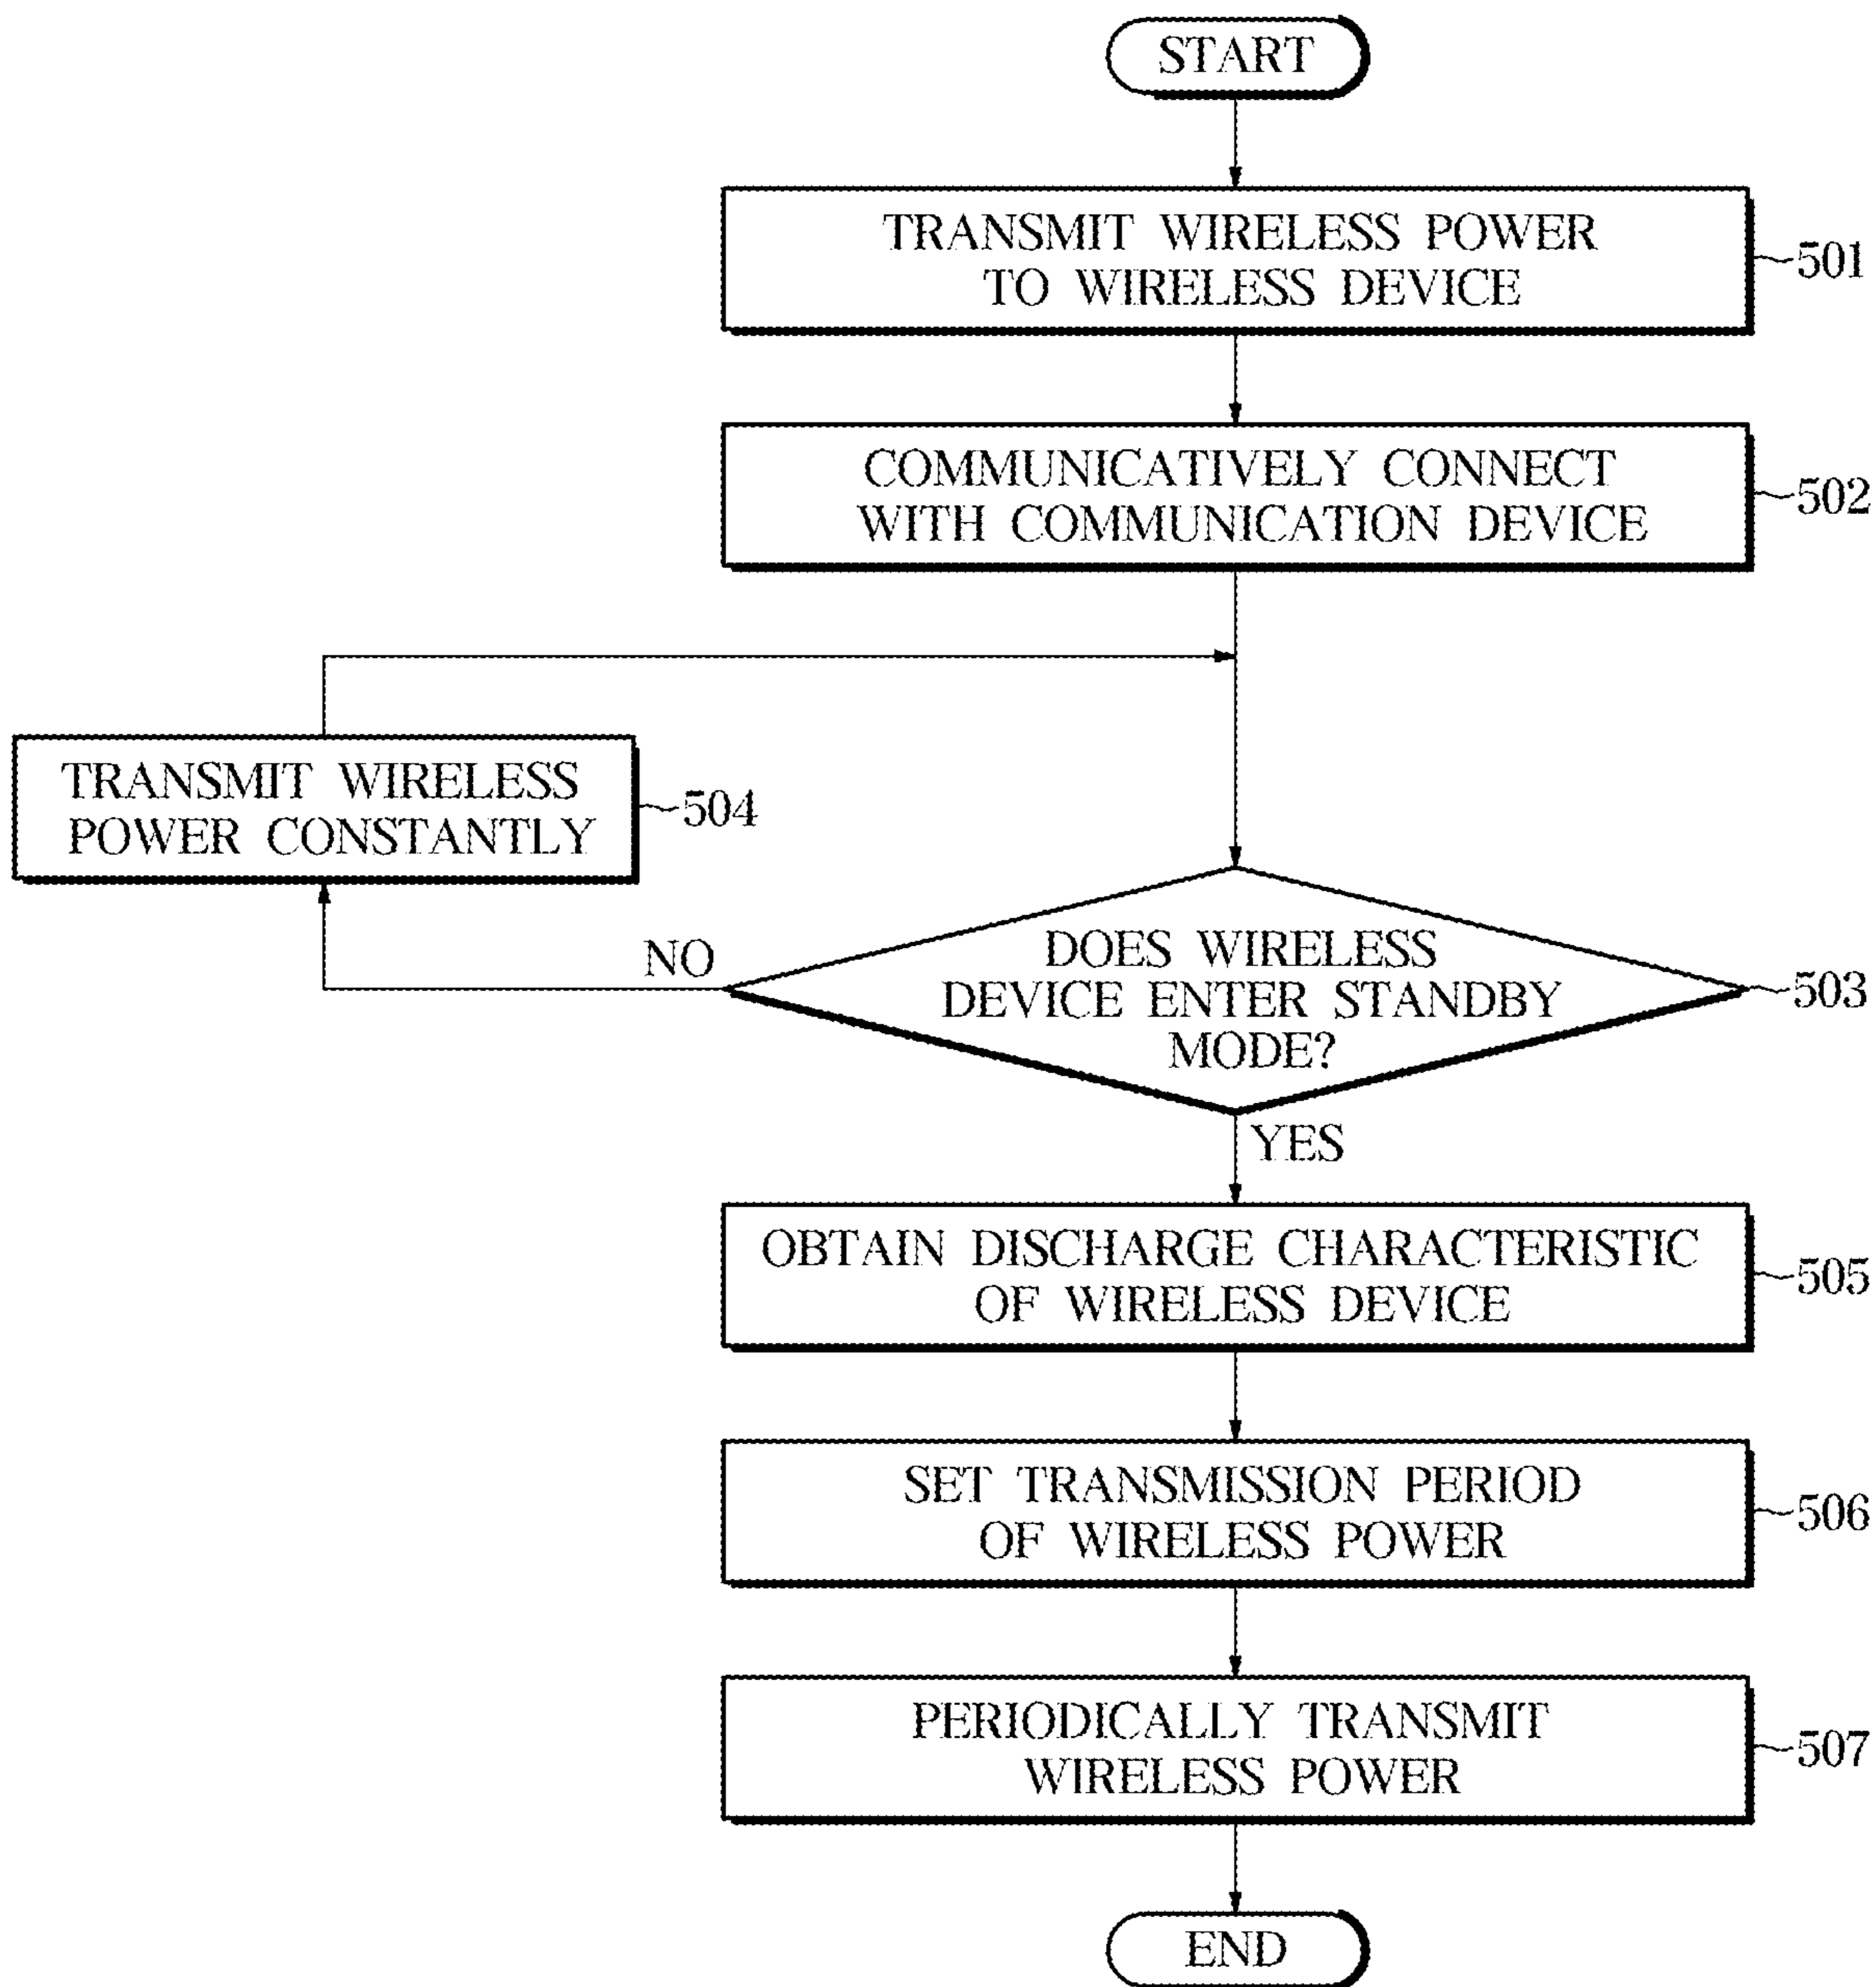 START
TRANSMIT WIRELESS POWER
TO WIRELESS DEVICE
501
COMMUNICATIVELY CONNECT
WITH COMMUNICATION DEVICE
502
TRANSMIT WIRELESS
POWER CONSTANTLY
504
NO
DOES WIRELESS
DEVICE ENTER STANDBY
MODE?
503
YES
OBTAIN DISCHARGE CHARACTERISTIC
OF WIRELESS DEVICE
505
SET TRANSMISSION PERIOD
OF WIRELESS POWER
506
PERIODICALLY TRANSMIT
WIRELESS POWER
507
END